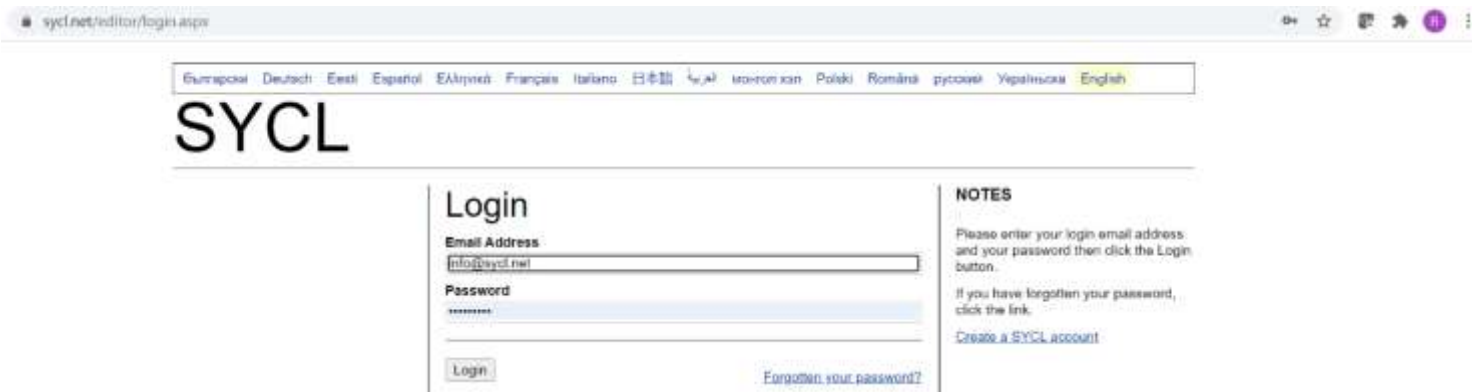 sycl.net/editor/login.aspx
Български Deutsch Eesti Español Ελληνικά Français Italiano 日本語 العربية монгол хэл Polski Română русский Українська English
SYCL
Login
Email Address
info@sycl.net
Password
Login
Forgotten your password?
NOTES
Please enter your login email address
and your password then click the Login
button.
If you have forgotten your password,
click the link.
Create a SYCL account